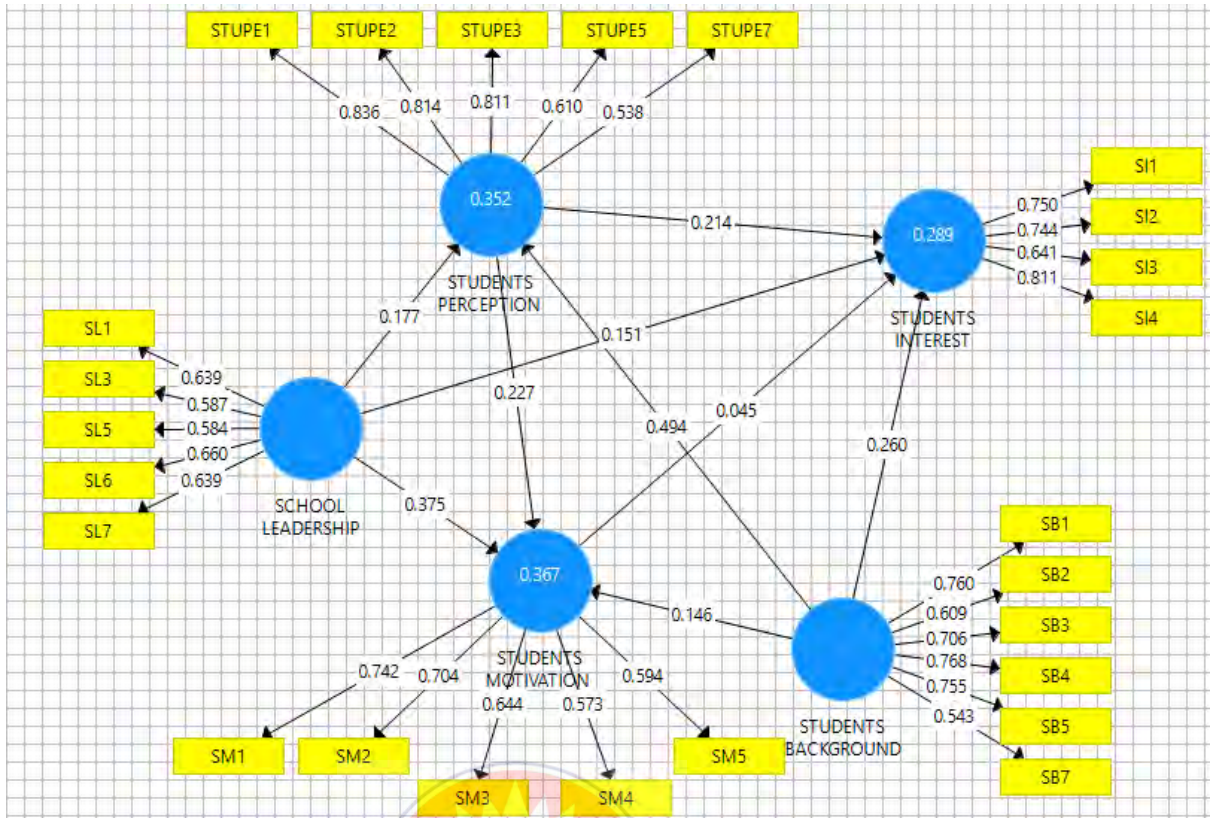 STUPE1 STUPE2 STUPE3 STUPE5 STUPE7
0.836 0.814 0.811 0.610 0.538
0.352
STUDENTS
PERCEPTION
0.214
0.289
STUDENTS
INTEREST
0.750
0.744
0.641
0.811
SI1
SI2
SI3
SI4
0.177
0.151
0.227
0.494
0.045
0.260
SL1
SL3
SL5
SL6
SL7
0.639
0.587
0.584
0.660
0.639
SCHOOL
LEADERSHIP
0.375
0.367
STUDENTS
MOTIVATION
0.146
0.742 0.704 0.644 0.573 0.594
SM1 SM2 SM3 SM4 SM5
STUDENTS
BACKGROUND
0.760
0.609
0.706
0.768
0.755
0.543
SB1
SB2
SB3
SB4
SB5
SB7